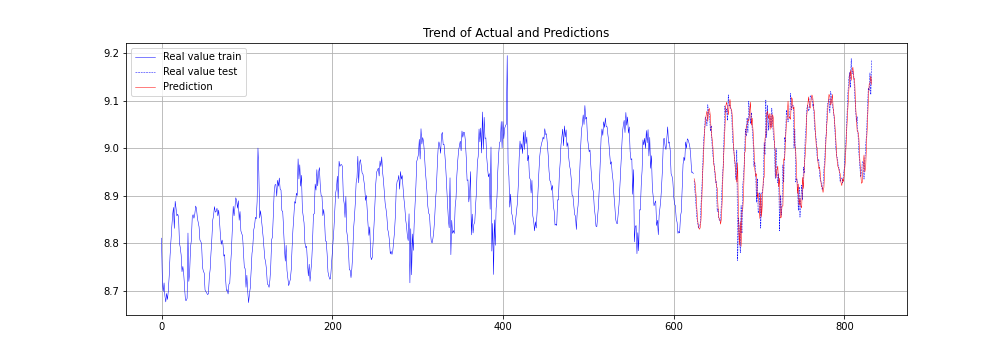 Trend of Actual and Predictions
Real value train
Real value test
Prediction
9.2
9.1
9.0
8.9
8.8
8.7
0 200 400 600 800